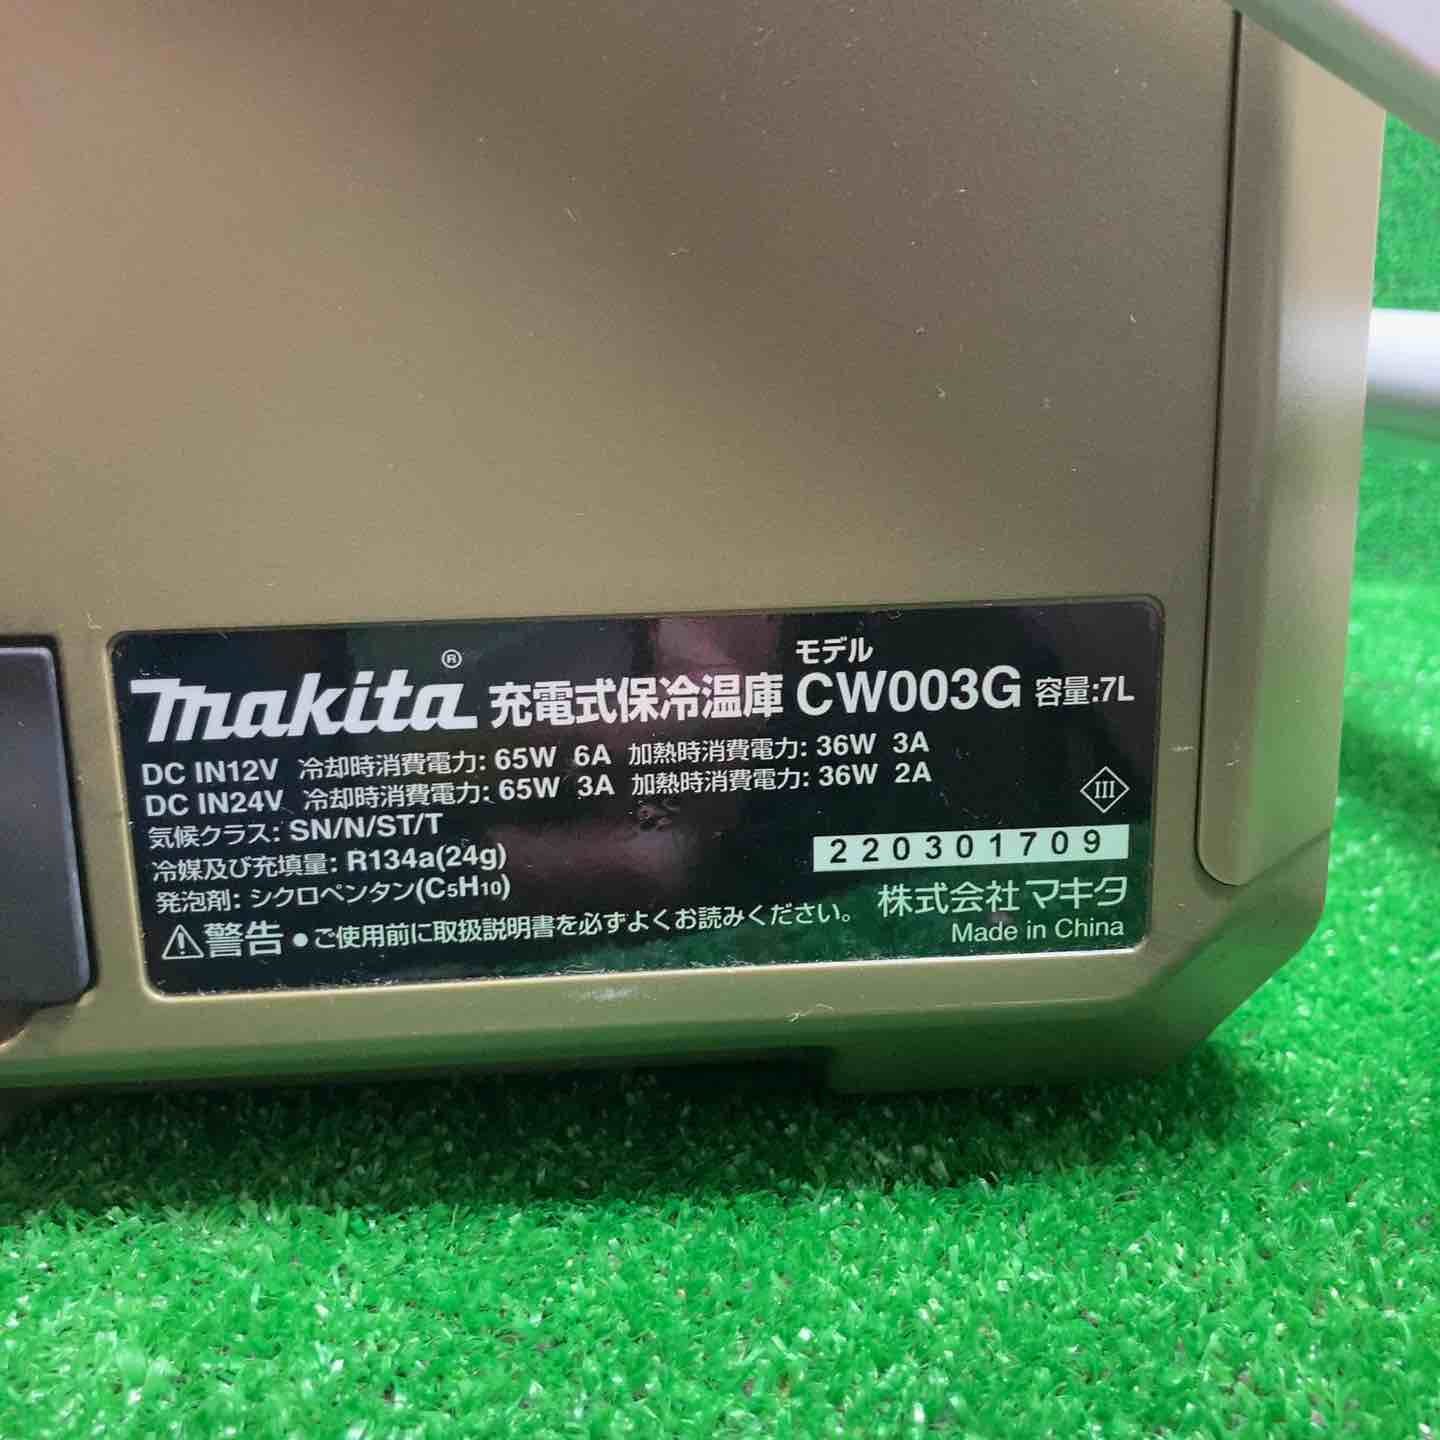 makita® 充電式保冷温庫 モデル CW003G 容量:7L
DC IN12V 冷却時消費電力: 65W 6A 加熱時消費電力: 36W 3A
DC IN24V 冷却時消費電力: 65W 3A 加熱時消費電力: 36W 2A
気候クラス: SN/N/ST/T
冷媒及び充填量: R134a(24g)
発泡剤: シクロペンタン(C₅H₁₀)
III
220301709
⚠警告 ●ご使用前に取扱説明書を必ずよくお読みください。
株式会社マキタ
Made in China